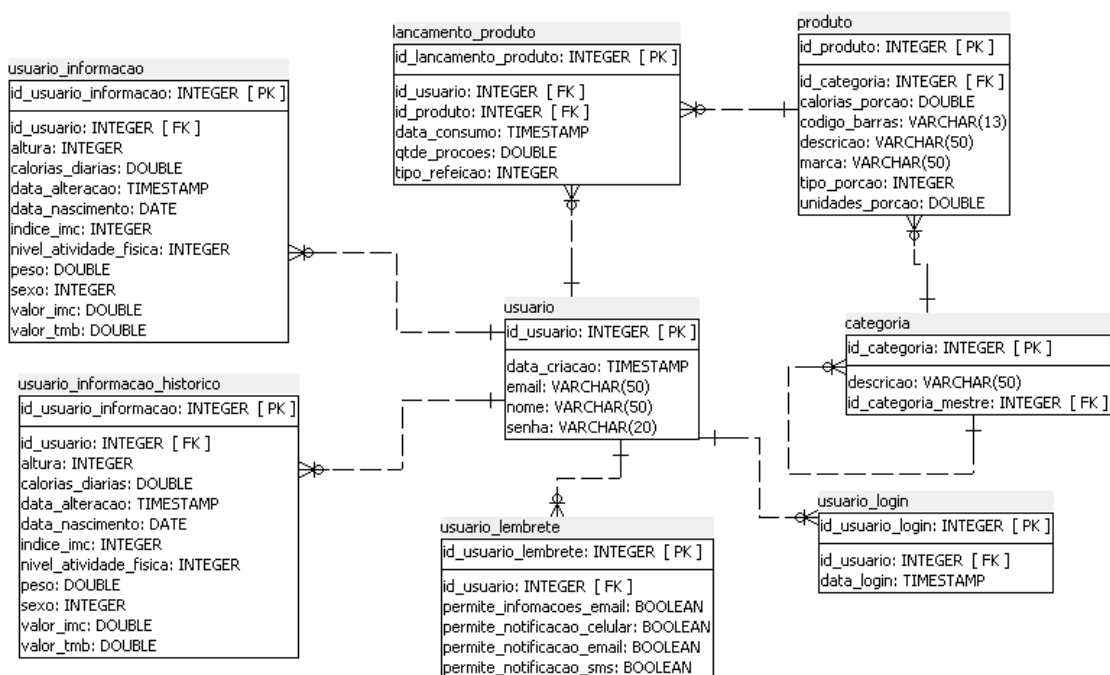 lancamento_produto
id_lancamento_produto: INTEGER [ PK ]
id_usuario: INTEGER [ FK ]
id_produto: INTEGER [ FK ]
data_consumo: TIMESTAMP
qtde_procoes: DOUBLE
tipo_refeicao: INTEGER
produto
id_produto: INTEGER [ PK ]
id_categoria: INTEGER [ FK ]
calorias_porcao: DOUBLE
codigo_barras: VARCHAR(13)
descricao: VARCHAR(50)
marca: VARCHAR(50)
tipo_porcao: INTEGER
unidades_porcao: DOUBLE
usuario_informacao
id_usuario_informacao: INTEGER [ PK ]
id_usuario: INTEGER [ FK ]
altura: INTEGER
calorias_diarias: DOUBLE
data_alteracao: TIMESTAMP
data_nascimento: DATE
indice_imc: INTEGER
nivel_atividade_fisica: INTEGER
peso: DOUBLE
sexo: INTEGER
valor_imc: DOUBLE
valor_tmb: DOUBLE
usuario
id_usuario: INTEGER [ PK ]
data_criacao: TIMESTAMP
email: VARCHAR(50)
nome: VARCHAR(50)
senha: VARCHAR(20)
categoria
id_categoria: INTEGER [ PK ]
descricao: VARCHAR(50)
id_categoria_mestre: INTEGER [ FK ]
usuario_informacao_historico
id_usuario_informacao: INTEGER [ PK ]
id_usuario: INTEGER [ FK ]
altura: INTEGER
calorias_diarias: DOUBLE
data_alteracao: TIMESTAMP
data_nascimento: DATE
indice_imc: INTEGER
nivel_atividade_fisica: INTEGER
peso: DOUBLE
sexo: INTEGER
valor_imc: DOUBLE
valor_tmb: DOUBLE
usuario_lembrete
id_usuario_lembrete: INTEGER [ PK ]
id_usuario: INTEGER [ FK ]
permite_infomacoes_email: BOOLEAN
permite_notificacao_celular: BOOLEAN
permite_notificacao_email: BOOLEAN
permite_notificacao_sms: BOOLEAN
usuario_login
id_usuario_login: INTEGER [ PK ]
id_usuario: INTEGER [ FK ]
data_login: TIMESTAMP